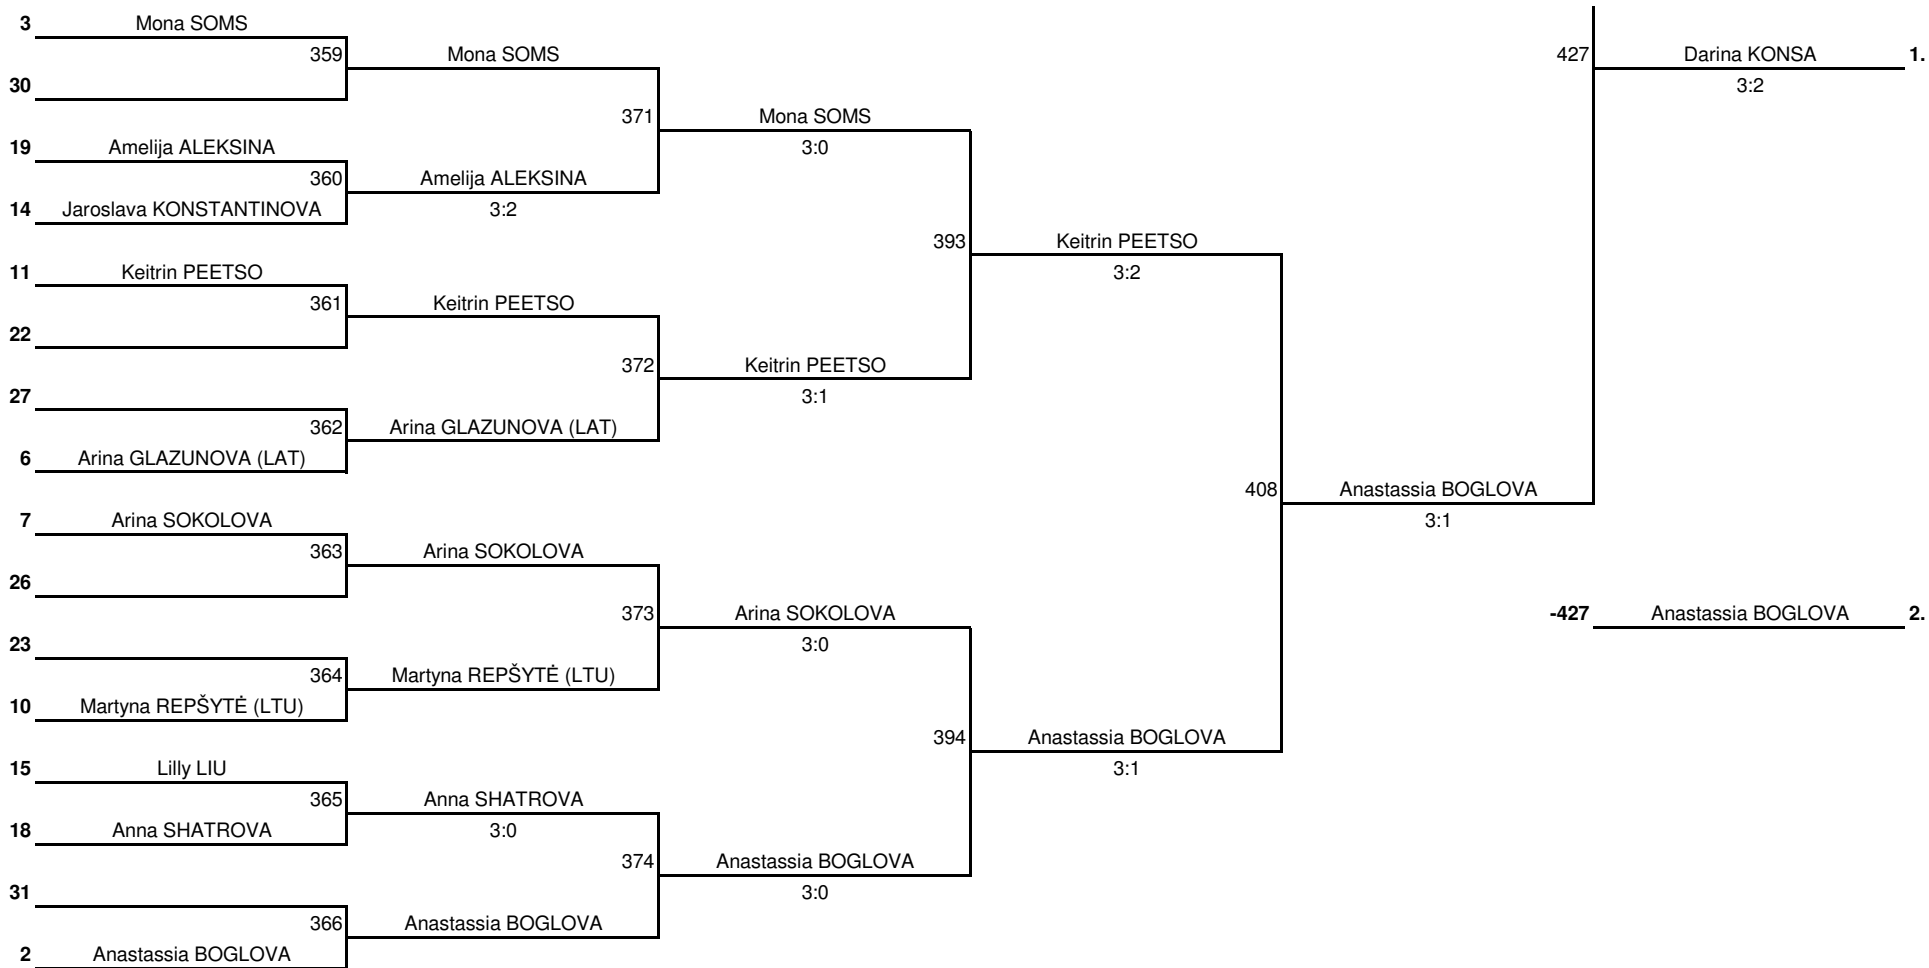 3 Mona SOMS
359 Mona SOMS 427 Darina KONSA 1.
30 3:2
371 Mona SOMS
19 Amelija ALEKSINA 3:0
360 Amelija ALEKSINA
14 Jaroslava KONSTANTINOVA 3:2
393 Keitrin PEETSO
11 Keitrin PEETSO 3:2
361 Keitrin PEETSO
22
372 Keitrin PEETSO
27 3:1
362 Arina GLAZUNOVA (LAT)
6 Arina GLAZUNOVA (LAT)
408 Anastassia BOGLOVA
7 Arina SOKOLOVA 3:1
363 Arina SOKOLOVA
26
373 Arina SOKOLOVA -427 Anastassia BOGLOVA 2.
23 3:0
364 Martyna REPŠYTĖ (LTU)
10 Martyna REPŠYTĖ (LTU)
394 Anastassia BOGLOVA
15 Lilly LIU 3:1
365 Anna SHATROVA
18 Anna SHATROVA 3:0
374 Anastassia BOGLOVA
31 3:0
366 Anastassia BOGLOVA
2 Anastassia BOGLOVA